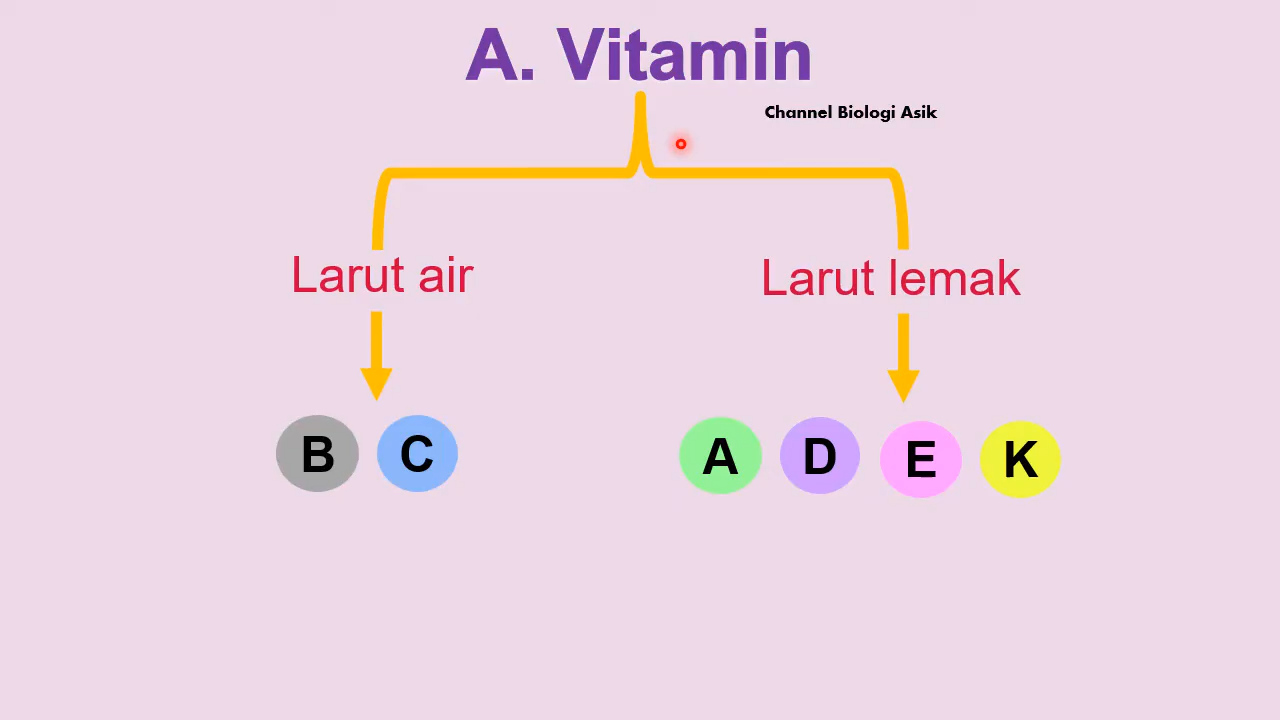 A. Vitamin
Channel Biologi Asik
Larut air
Larut lemak
B C
A D E K